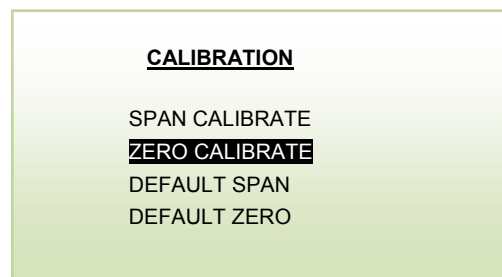 CALIBRATION
SPAN CALIBRATE
ZERO CALIBRATE
DEFAULT SPAN
DEFAULT ZERO